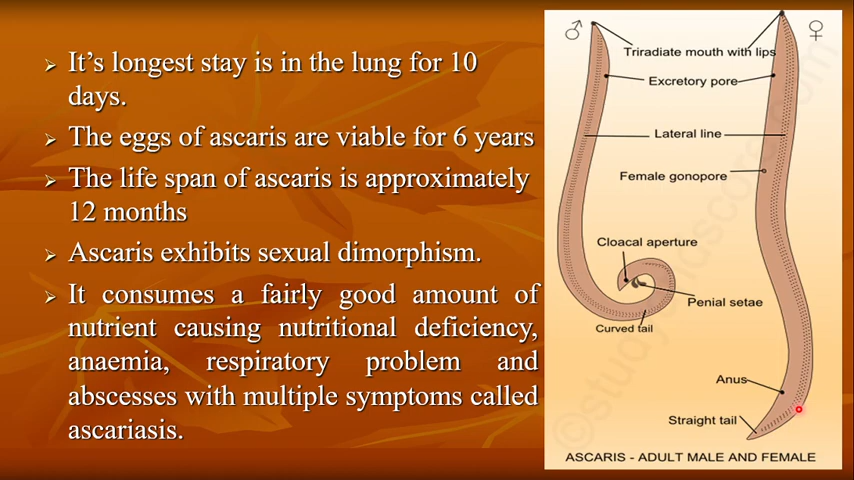 It’s longest stay is in the lung for 10
days.
The eggs of ascaris are viable for 6 years
The life span of ascaris is approximately
12 months
Ascaris exhibits sexual dimorphism.
It consumes a fairly good amount of
nutrient causing nutritional deficiency,
anaemia, respiratory problem and
abscesses with multiple symptoms called
ascariasis.
♂
♀
Triradiate mouth with lips
Excretory pore
Lateral line
Female gonopore
Cloacal aperture
Penial setae
Curved tail
Anus
Straight tail
ASCARIS - ADULT MALE AND FEMALE